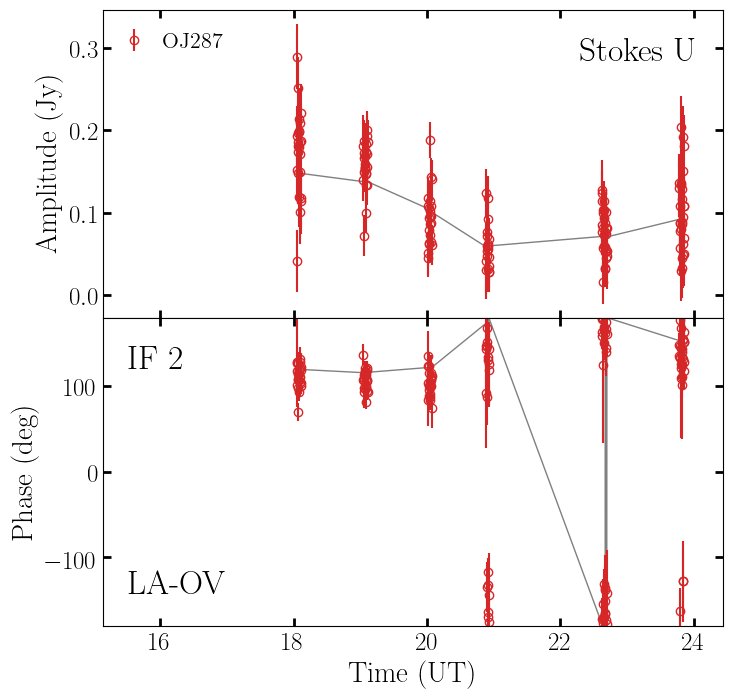 OJ287
Stokes U
Amplitude (Jy)
0.3
0.2
0.1
0.0
IF 2
LA-OV
Phase (deg)
100
0
−100
16 18 20 22 24
Time (UT)